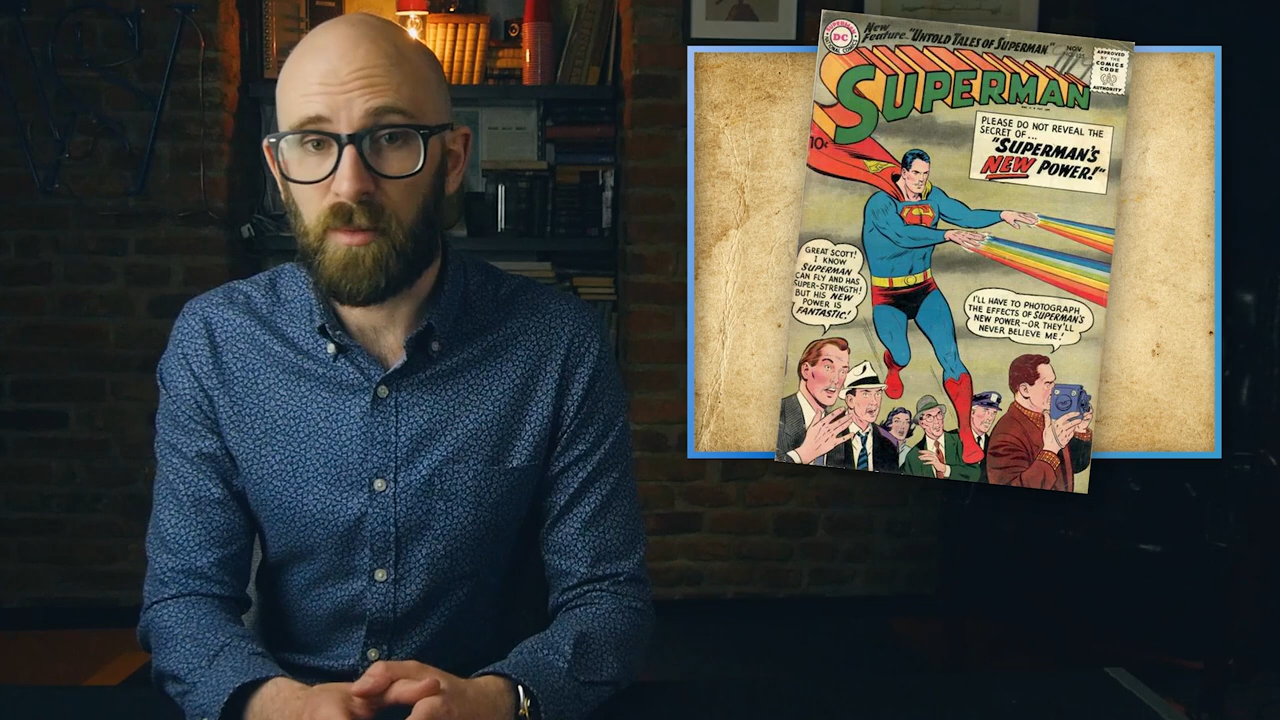 SUPERMAN
DC
NATIONAL COMICS
New
Feature... "UNTOLD TALES OF SUPERMAN"
NOV.
APPROVED
BY THE
COMICS
CODE
AUTHORITY
SUPERMAN
10¢
PLEASE DO NOT REVEAL THE
SECRET OF...
"SUPERMAN'S
NEW POWER!"
GREAT SCOTT!
I KNOW
SUPERMAN
CAN FLY AND HAS
SUPER-STRENGTH!
BUT HIS NEW
POWER IS
FANTASTIC!
I'LL HAVE TO PHOTOGRAPH
THE EFFECTS OF SUPERMAN'S
NEW POWER--OR THEY'LL
NEVER BELIEVE ME!